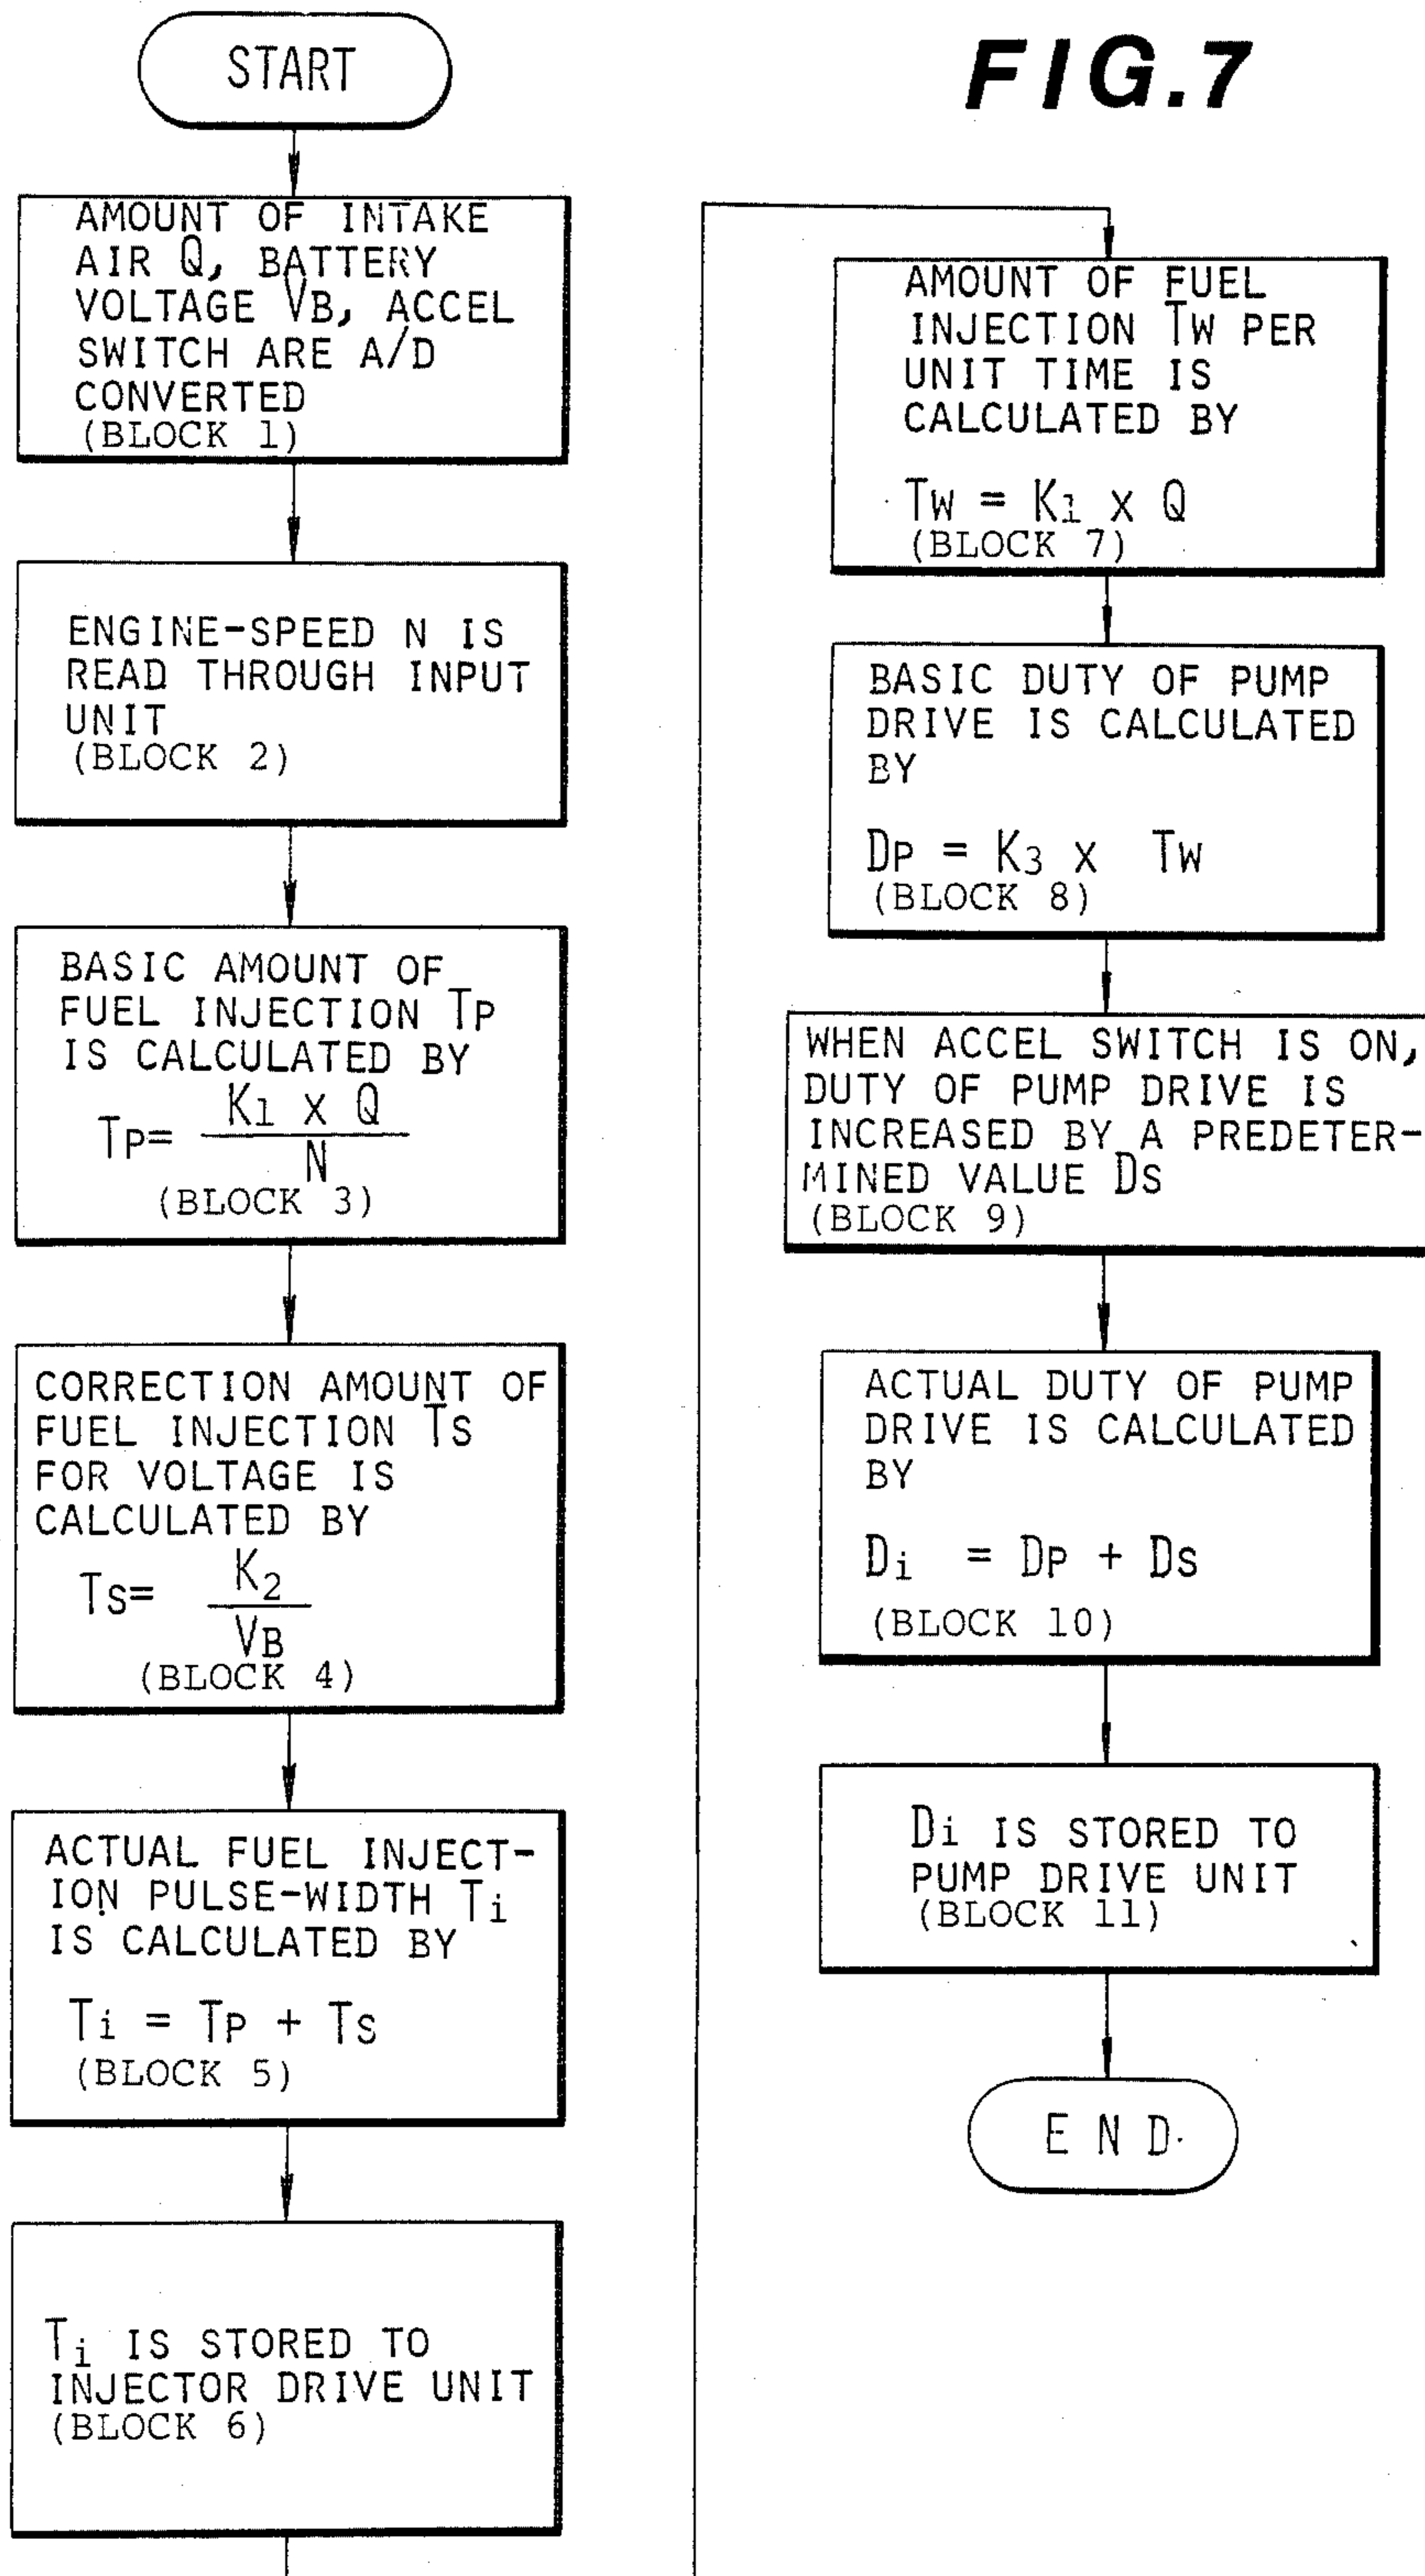 FIG.7
START
AMOUNT OF INTAKE
AIR Q, BATTERY
VOLTAGE VB, ACCEL
SWITCH ARE A/D
CONVERTED
(BLOCK 1)
ENGINE-SPEED N IS
READ THROUGH INPUT
UNIT
(BLOCK 2)
BASIC AMOUNT OF
FUEL INJECTION TP
IS CALCULATED BY
TP= K1 x Q / N
(BLOCK 3)
CORRECTION AMOUNT OF
FUEL INJECTION TS
FOR VOLTAGE IS
CALCULATED BY
TS= K2 / VB
(BLOCK 4)
ACTUAL FUEL INJECT-
ION PULSE-WIDTH Ti
IS CALCULATED BY
Ti = TP + TS
(BLOCK 5)
Ti IS STORED TO
INJECTOR DRIVE UNIT
(BLOCK 6)
AMOUNT OF FUEL
INJECTION TW PER
UNIT TIME IS
CALCULATED BY
TW = K1 x Q
(BLOCK 7)
BASIC DUTY OF PUMP
DRIVE IS CALCULATED
BY
DP = K3 x TW
(BLOCK 8)
WHEN ACCEL SWITCH IS ON,
DUTY OF PUMP DRIVE IS
INCREASED BY A PREDETER-
MINED VALUE DS
(BLOCK 9)
ACTUAL DUTY OF PUMP
DRIVE IS CALCULATED
BY
Di = DP + DS
(BLOCK 10)
Di IS STORED TO
PUMP DRIVE UNIT
(BLOCK 11)
END